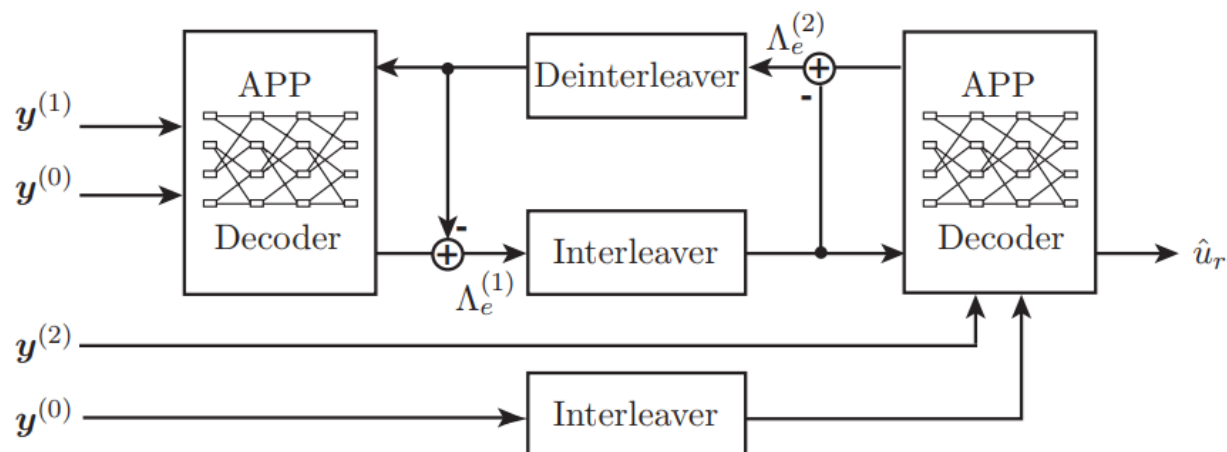 APP
Decoder
y^(1)
y^(0)
Deinterleaver
Λ_e^(2)
-
APP
Decoder
-
Λ_e^(1)
Interleaver
û_r
y^(2)
y^(0)
Interleaver